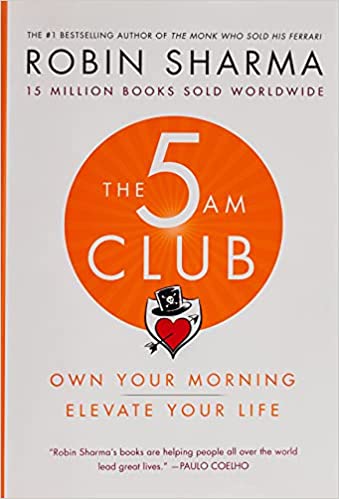 THE #1 BESTSELLING AUTHOR OF THE MONK WHO SOLD HIS FERRARI
ROBIN SHARMA
15 MILLION BOOKS SOLD WORLDWIDE
THE 5 AM
CLUB
OWN YOUR MORNING
ELEVATE YOUR LIFE
"Robin Sharma's books are helping people all over the world
lead great lives." —PAULO COELHO